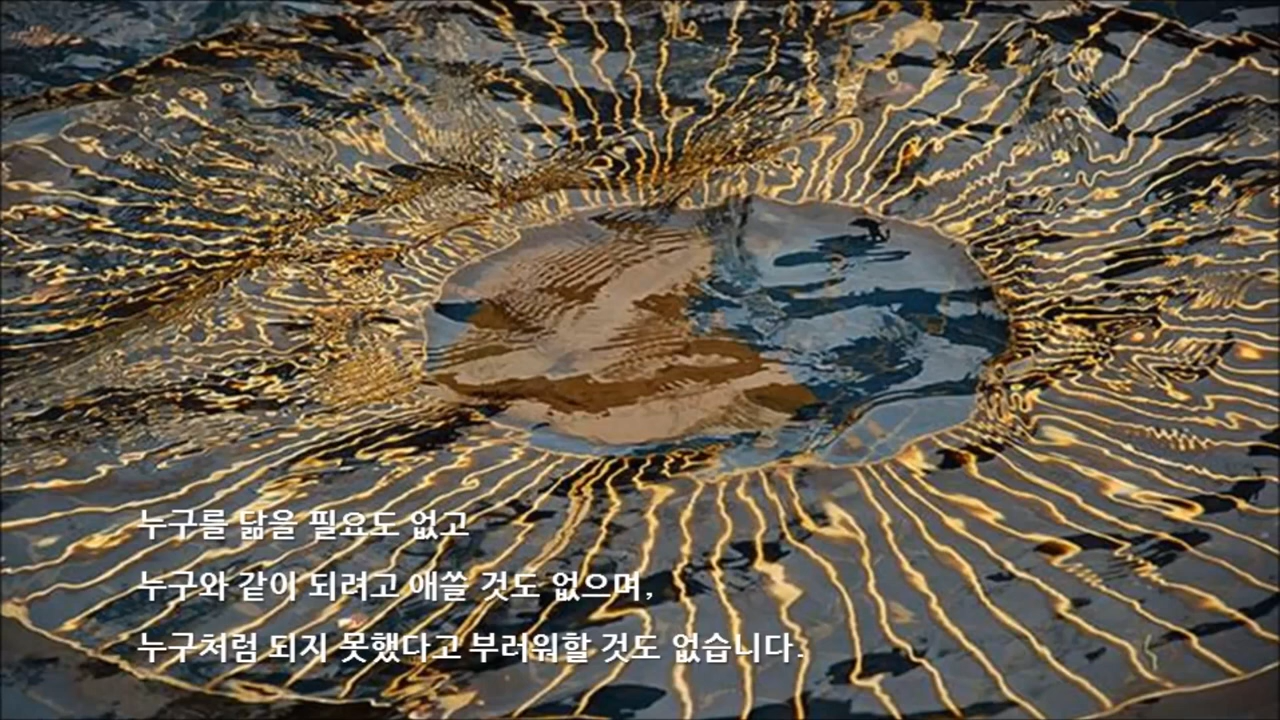 누구를 닮을 필요도 없고
누구와 같이 되려고 애쓸 것도 없으며,
누구처럼 되지 못했다고 부러워할 것도 없습니다.